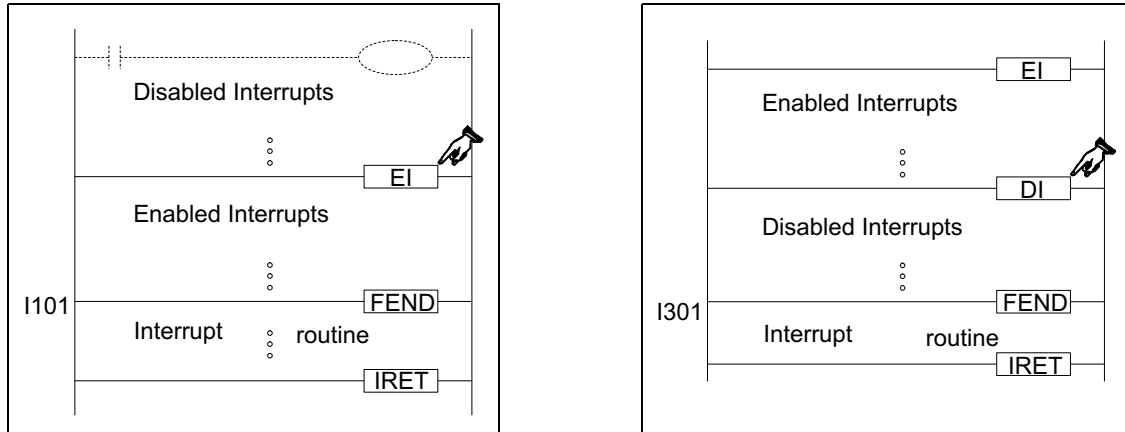 Disabled Interrupts
EI
Enabled Interrupts
FEND
I101
Interrupt routine
IRET
EI
Enabled Interrupts
DI
Disabled Interrupts
FEND
I301
Interrupt routine
IRET